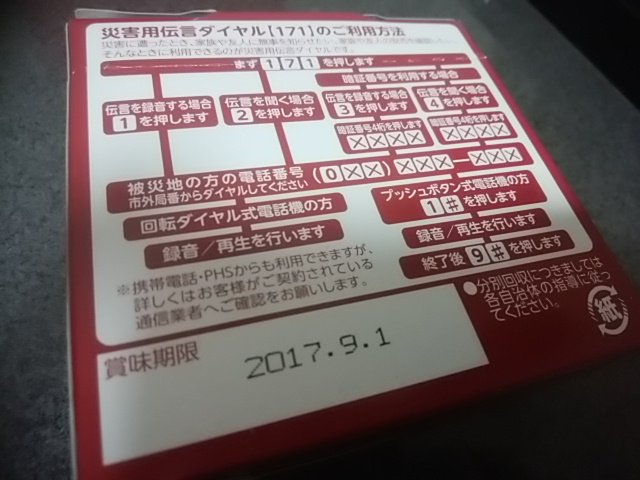 災害用伝言ダイヤル【171】のご利用方法
災害に遭ったとき、家族や友人に無事を知らせたい、家族や友人の安否を確認したい。
そんなときに利用できるのが災害用伝言ダイヤルです。
まず 1 7 1 を押します
暗証番号を利用する場合
伝言を録音する場合
1 を押します
伝言を聞く場合
2 を押します
伝言を録音する場合
3 を押します
伝言を聞く場合
4 を押します
暗証番号4桁を押します
××××
暗証番号4桁を押します
××××
被災地の方の電話番号
市外局番からダイヤルしてください
(0××) ××× ー ×××
回転ダイヤル式電話機の方
録音/再生を行います
プッシュボタン式電話機の方
1 # を押します
録音/再生を行います
終了後 9 # を押します
※携帯電話・PHSからも利用できますが、
詳しくはお客様がご契約されている
通信業者へご確認をお願いします。
●分別回収につきましては
各自治体の指導に従っ
てください。
紙
賞味期限
2017.9.1